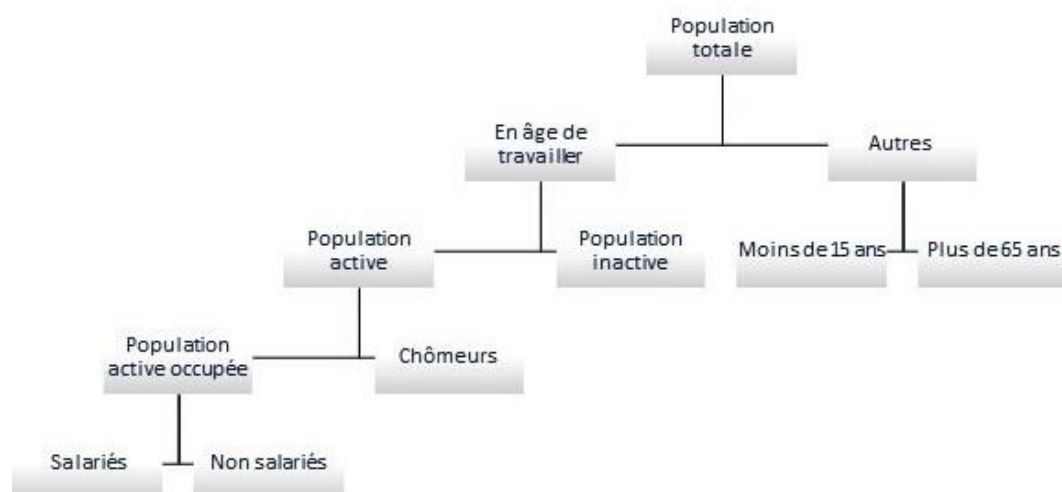 Population
totale
En âge de
travailler
Autres
Population
active
Population
inactive
Moins de 15 ans
Plus de 65 ans
Population
active occupée
Chômeurs
Salariés
Non salariés